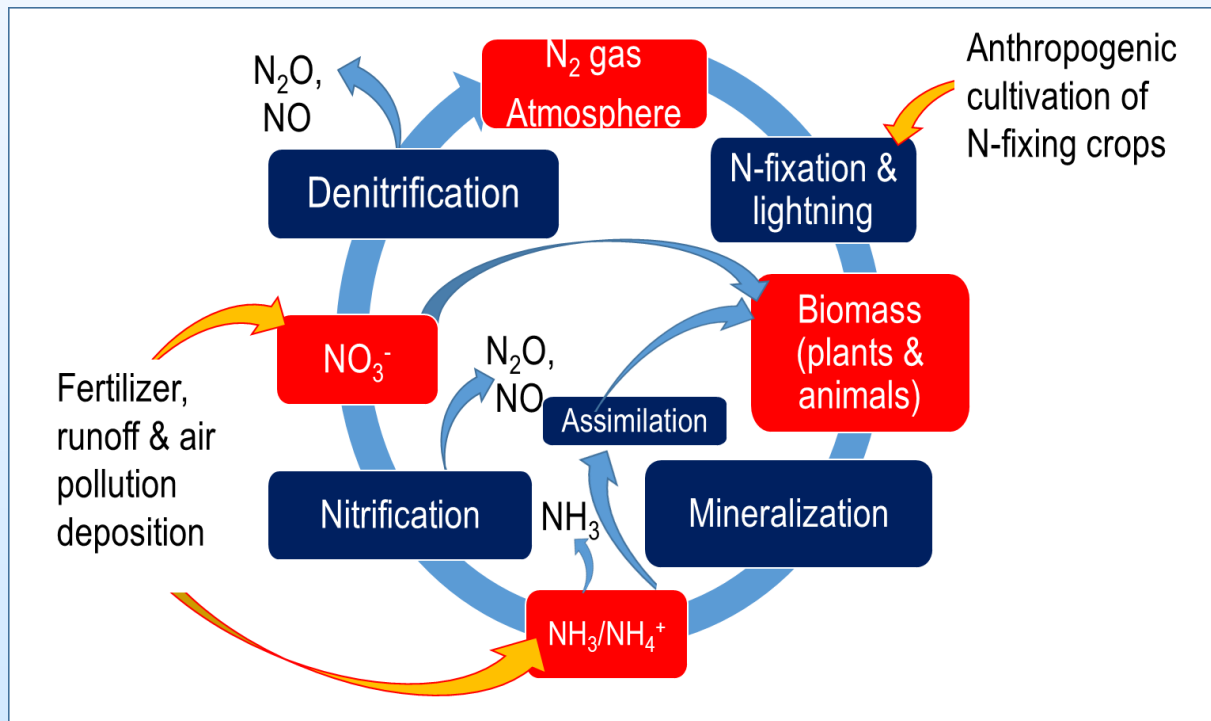 N₂ gas
Atmosphere
N₂O,
NO
Anthropogenic
cultivation of
N-fixing crops
Denitrification
N-fixation &
lightning
Biomass
(plants &
animals)
NO₃⁻
N₂O,
NO
Assimilation
Fertilizer,
runoff & air
pollution
deposition
Nitrification
NH₃
Mineralization
NH₃/NH₄⁺